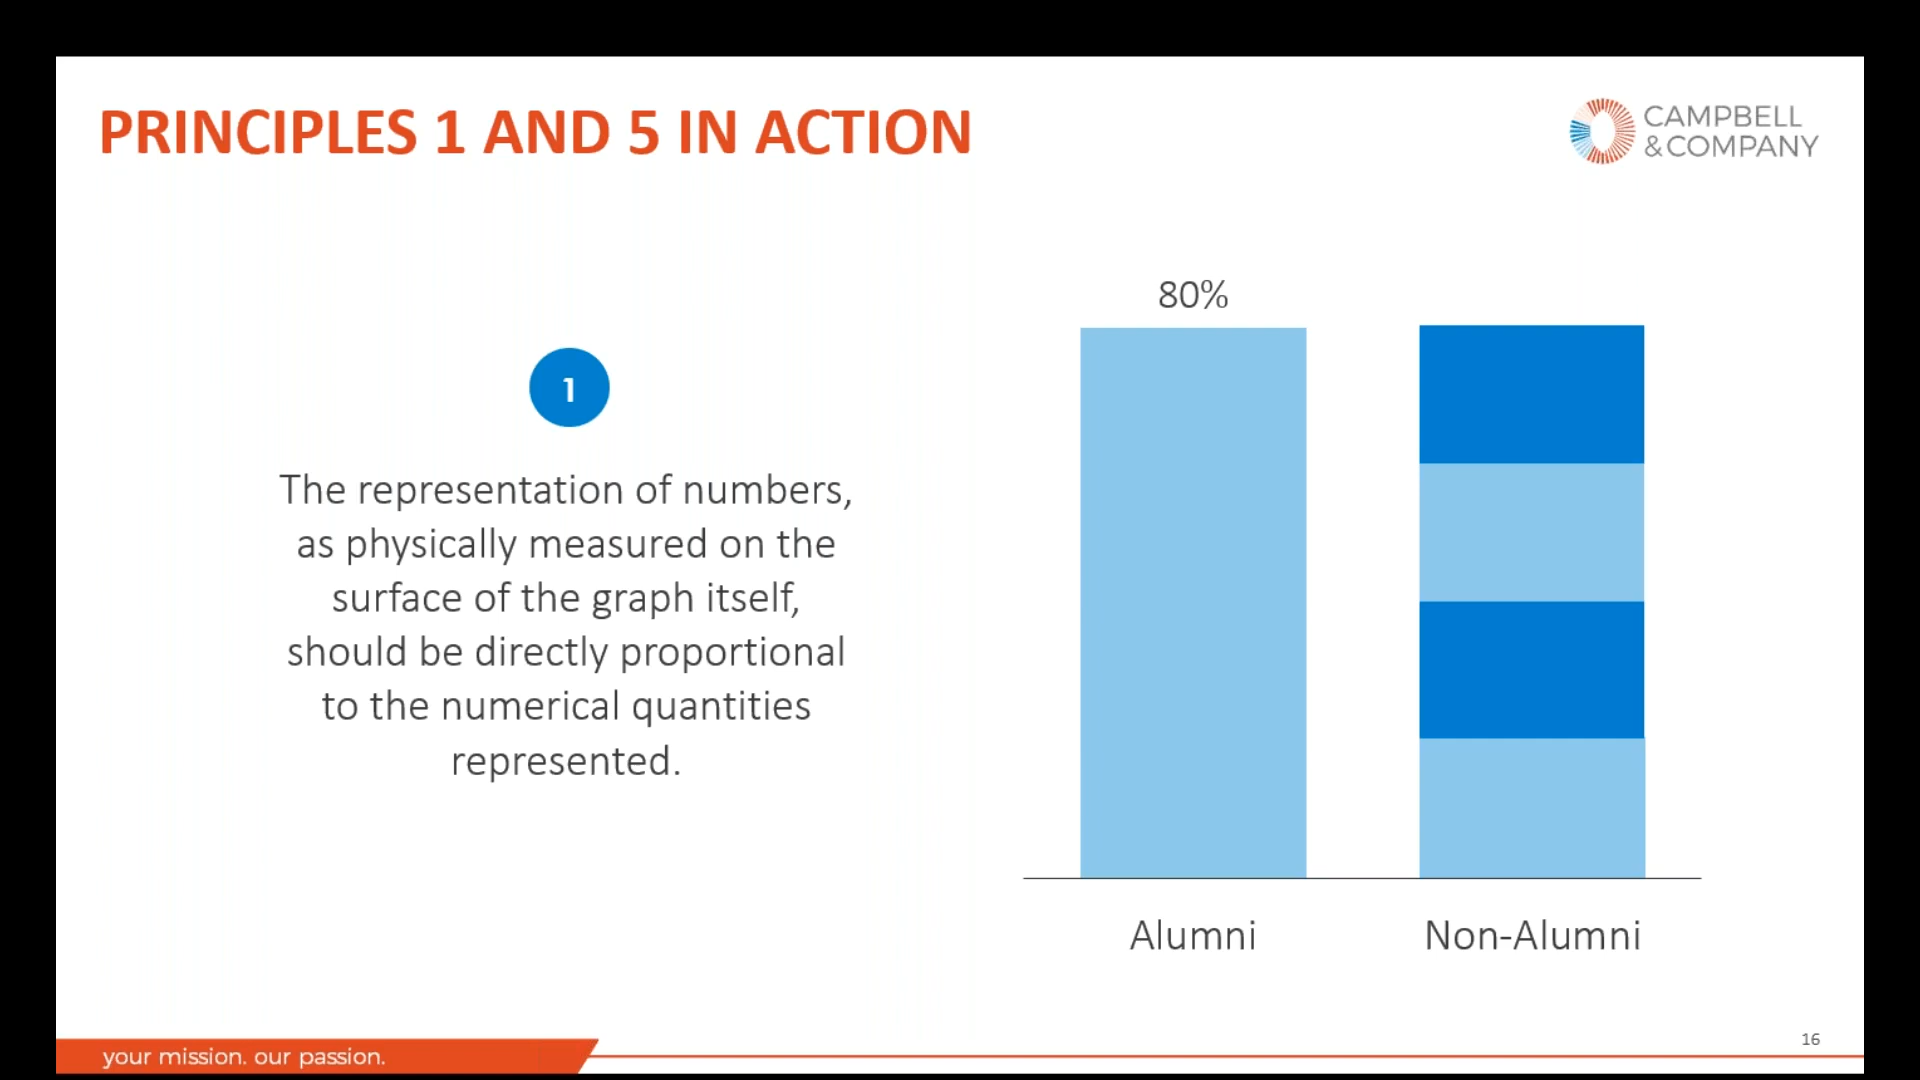 PRINCIPLES 1 AND 5 IN ACTION
CAMPBELL
& COMPANY
1
The representation of numbers,
as physically measured on the
surface of the graph itself,
should be directly proportional
to the numerical quantities
represented.
80%
Alumni
Non-Alumni
16
your mission. our passion.